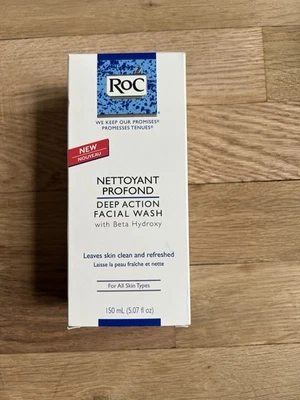 RoC
WE KEEP OUR PROMISES®
PROMESSES TENUES®
NEW
NOUVEAU
NETTOYANT
PROFOND
DEEP ACTION
FACIAL WASH
with Beta Hydroxy
Leaves skin clean and refreshed
Laisse la peau fraîche et nette
For All Skin Types
150 mL (5.07 fl oz)